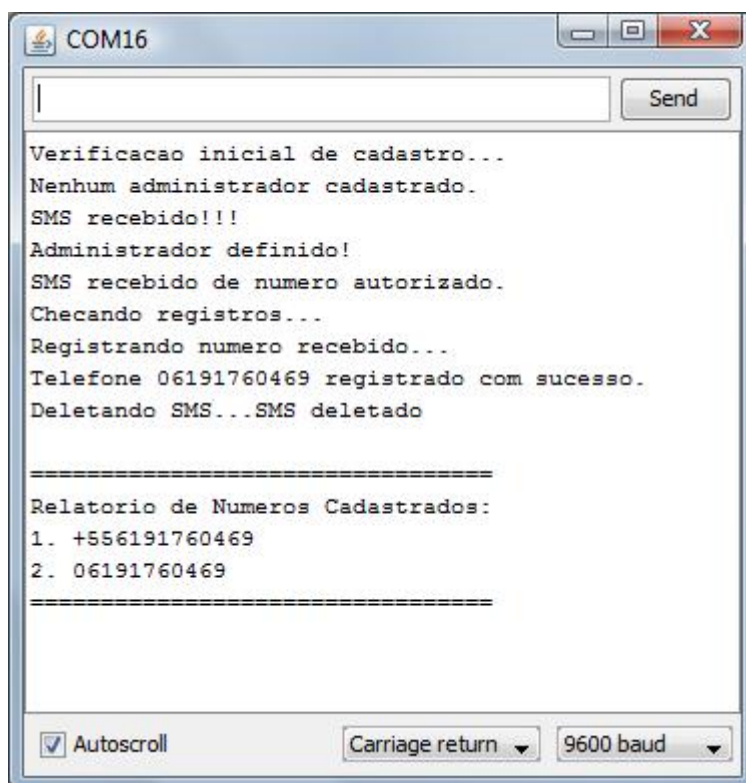 COM16
Send
Verificacao inicial de cadastro...
Nenhum administrador cadastrado.
SMS recebido!!!
Administrador definido!
SMS recebido de numero autorizado.
Checando registros...
Registrando numero recebido...
Telefone 06191760469 registrado com sucesso.
Deletando SMS...SMS deletado
=================================
Relatorio de Numeros Cadastrados:
1. +556191760469
2. 06191760469
=================================
Autoscroll Carriage return 9600 baud